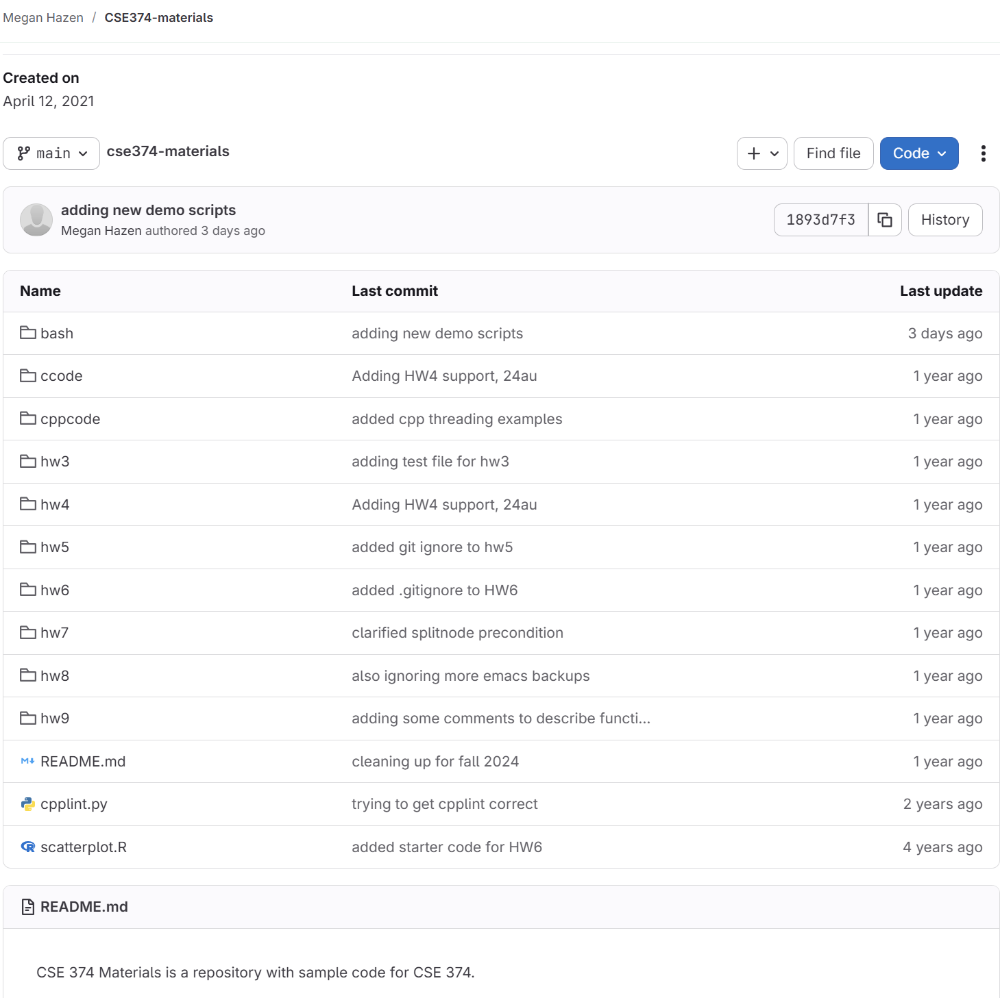 Megan Hazen / CSE374-materials
Created on
April 12, 2021
main cse374-materials Find file Code
adding new demo scripts
Megan Hazen authored 3 days ago
1893d7f3 History
Name Last commit Last update
bash adding new demo scripts 3 days ago
ccode Adding HW4 support, 24au 1 year ago
cppcode added cpp threading examples 1 year ago
hw3 adding test file for hw3 1 year ago
hw4 Adding HW4 support, 24au 1 year ago
hw5 added git ignore to hw5 1 year ago
hw6 added .gitignore to HW6 1 year ago
hw7 clarified splitnode precondition 1 year ago
hw8 also ignoring more emacs backups 1 year ago
hw9 adding some comments to describe functi... 1 year ago
README.md cleaning up for fall 2024 1 year ago
cpplint.py trying to get cpplint correct 2 years ago
scatterplot.R added starter code for HW6 4 years ago
README.md
CSE 374 Materials is a repository with sample code for CSE 374.